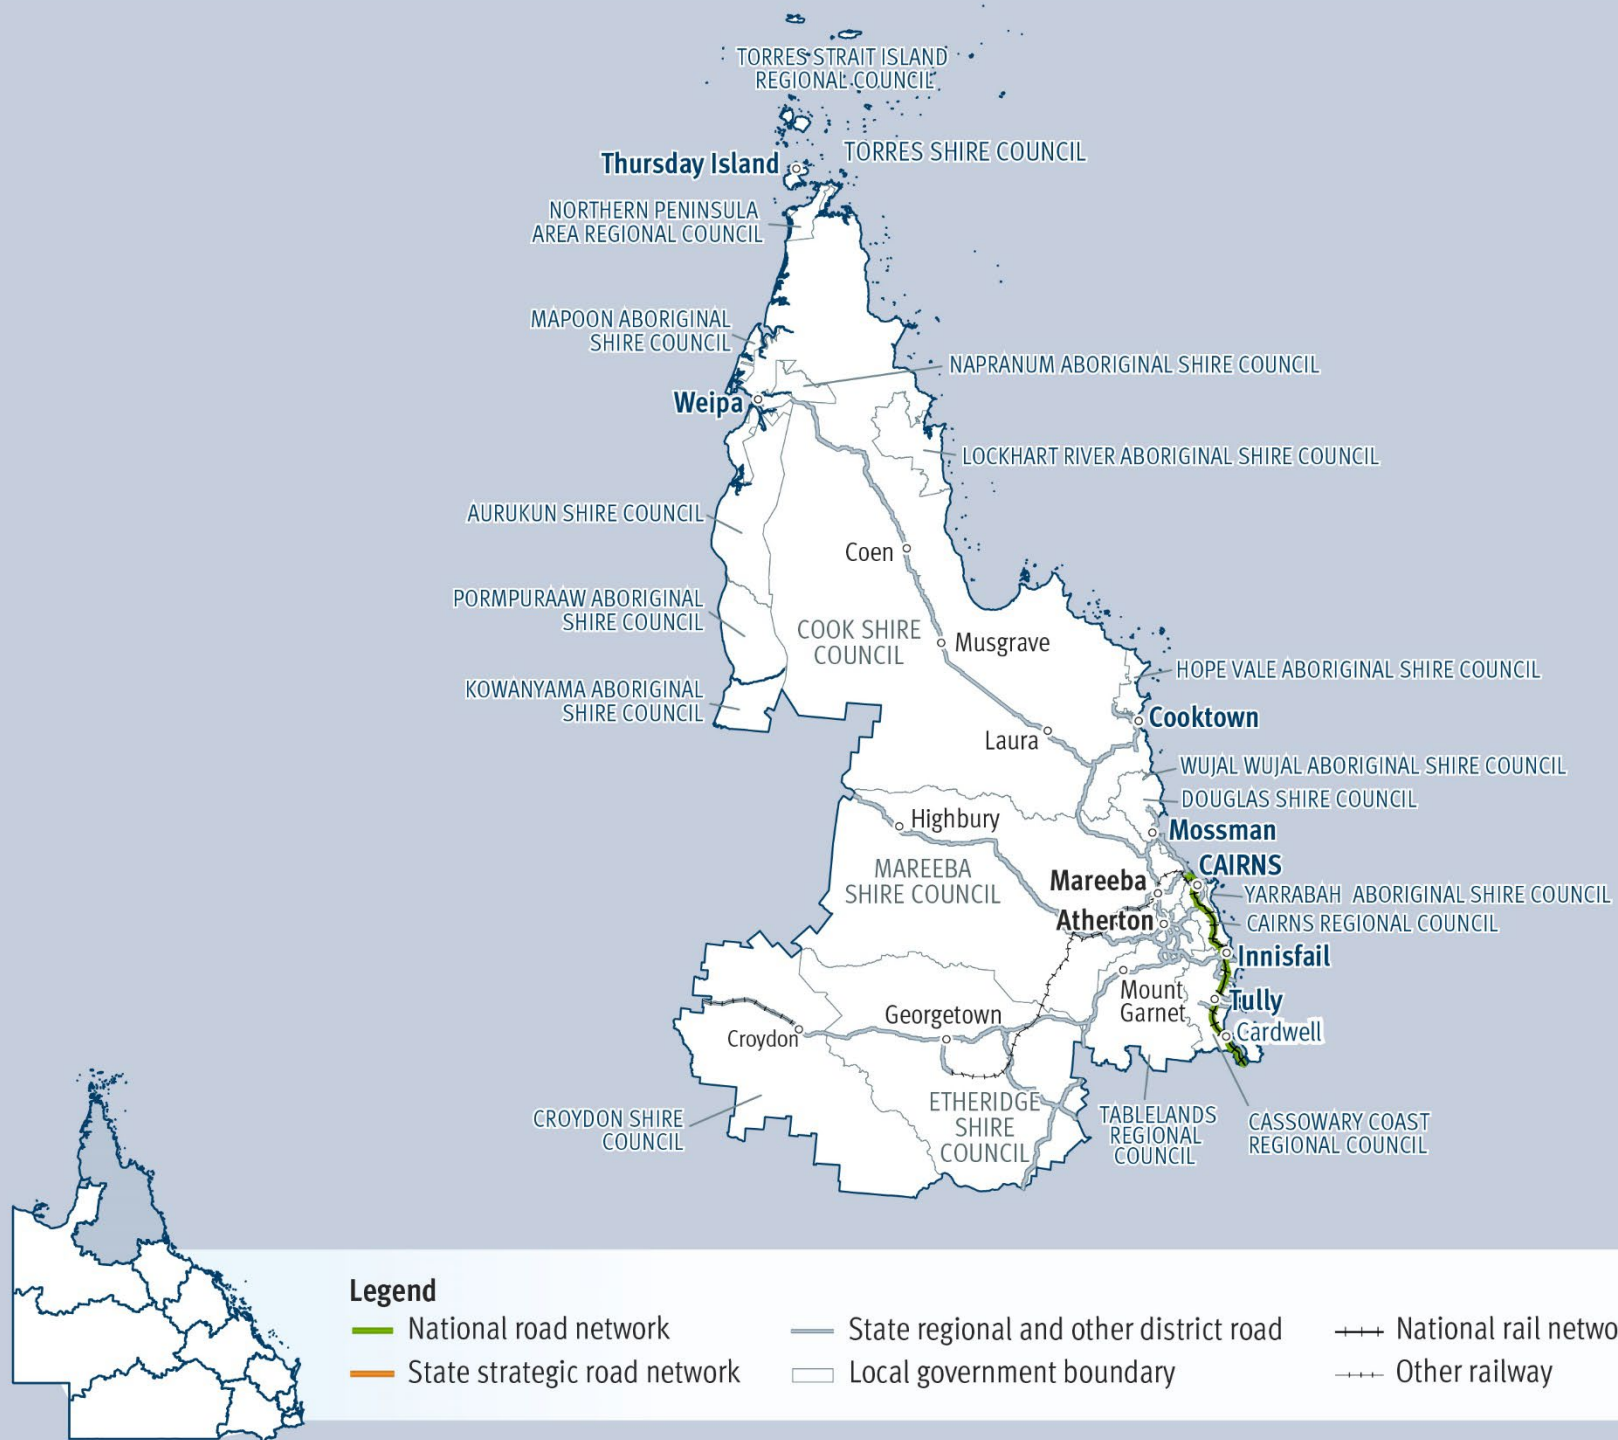 TORRES STRAIT ISLAND
REGIONAL COUNCIL
TORRES SHIRE COUNCIL
Thursday Island
NORTHERN PENINSULA
AREA REGIONAL COUNCIL
MAPOON ABORIGINAL
SHIRE COUNCIL
NAPRANUM ABORIGINAL SHIRE COUNCIL
Weipa
LOCKHART RIVER ABORIGINAL SHIRE COUNCIL
AURUKUN SHIRE COUNCIL
Coen
PORMPURAAW ABORIGINAL
SHIRE COUNCIL
COOK SHIRE
COUNCIL
Musgrave
HOPE VALE ABORIGINAL SHIRE COUNCIL
KOWANYAMA ABORIGINAL
SHIRE COUNCIL
Cooktown
Laura
WUJAL WUJAL ABORIGINAL SHIRE COUNCIL
DOUGLAS SHIRE COUNCIL
Highbury
Mossman
MAREEBA
SHIRE COUNCIL
CAIRNS
Mareeba
YARRABAH ABORIGINAL SHIRE COUNCIL
Atherton
CAIRNS REGIONAL COUNCIL
Innisfail
Mount
Garnet
Tully
Georgetown
Croydon
Cardwell
ETHERIDGE
SHIRE
COUNCIL
CROYDON SHIRE
COUNCIL
TABLELANDS
REGIONAL
COUNCIL
CASSOWARY COAST
REGIONAL COUNCIL
Legend
National road network
State strategic road network
State regional and other district road
Local government boundary
National rail netwo
Other railway